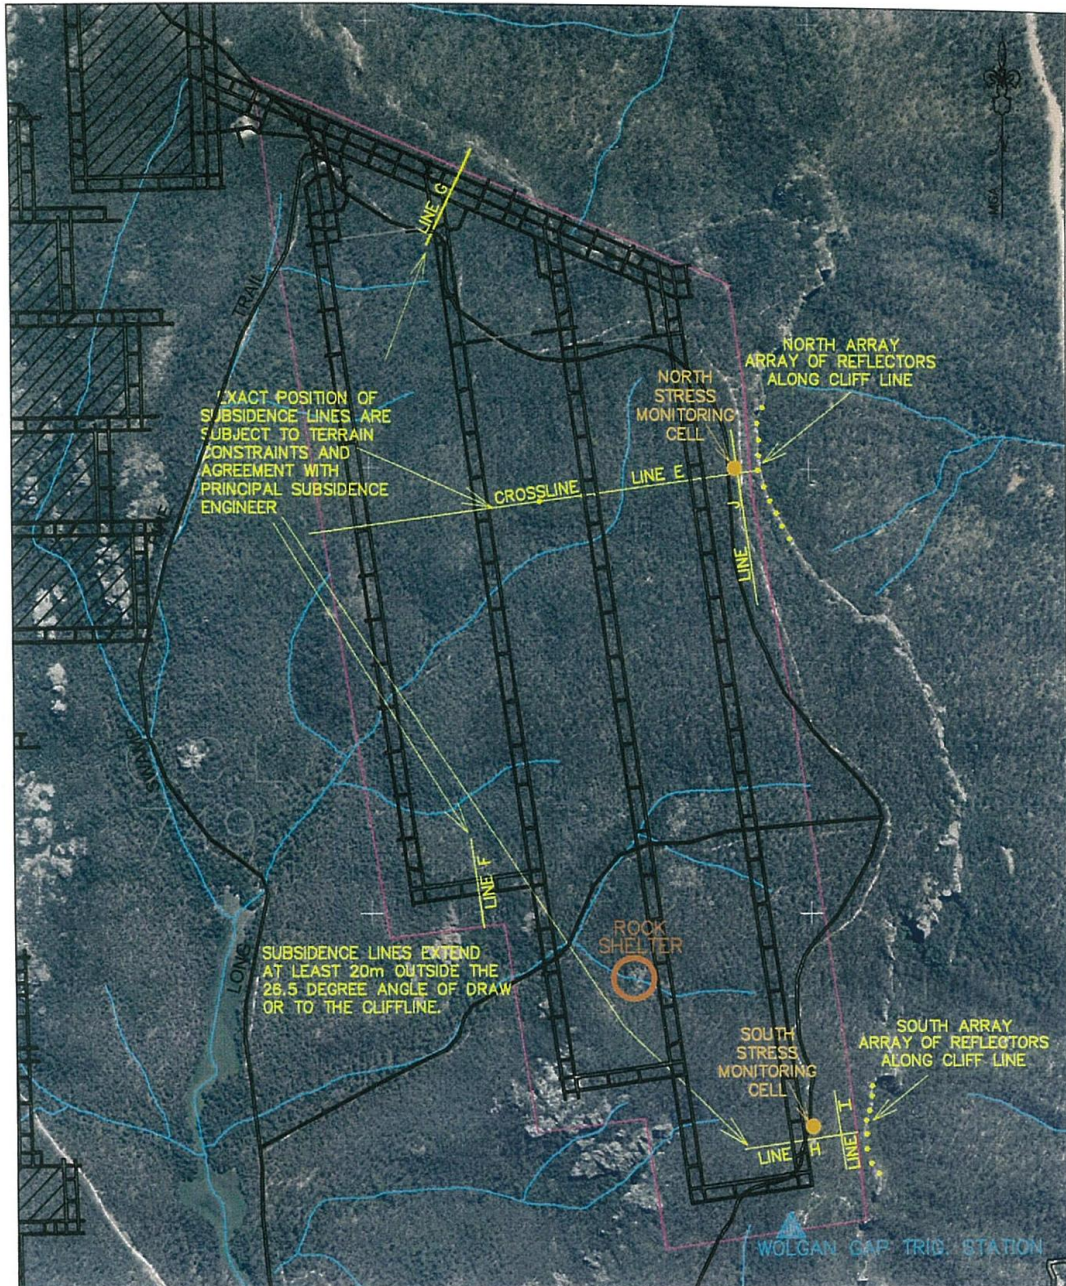 LINE G
TRAIL
NORTH ARRAY
ARRAY OF REFLECTORS
ALONG CLIFF LINE
NORTH
STRESS
MONITORING
CELL
EXACT POSITION OF
SUBSIDENCE LINES ARE
SUBJECT TO TERRAIN
CONSTRAINTS AND
AGREEMENT WITH
PRINCIPAL SUBSIDENCE
ENGINEER
CROSSLINE LINE E
LINE J
LINE F
LONG
ROCK
SHELTER
SUBSIDENCE LINES EXTEND
AT LEAST 20m OUTSIDE THE
26.5 DEGREE ANGLE OF DRAW
OR TO THE CLIFFLINE.
SOUTH
STRESS
MONITORING
CELL
SOUTH ARRAY
ARRAY OF REFLECTORS
ALONG CLIFF LINE
LINE H
LINE I
WOLGAN GAP TRIG. STATION